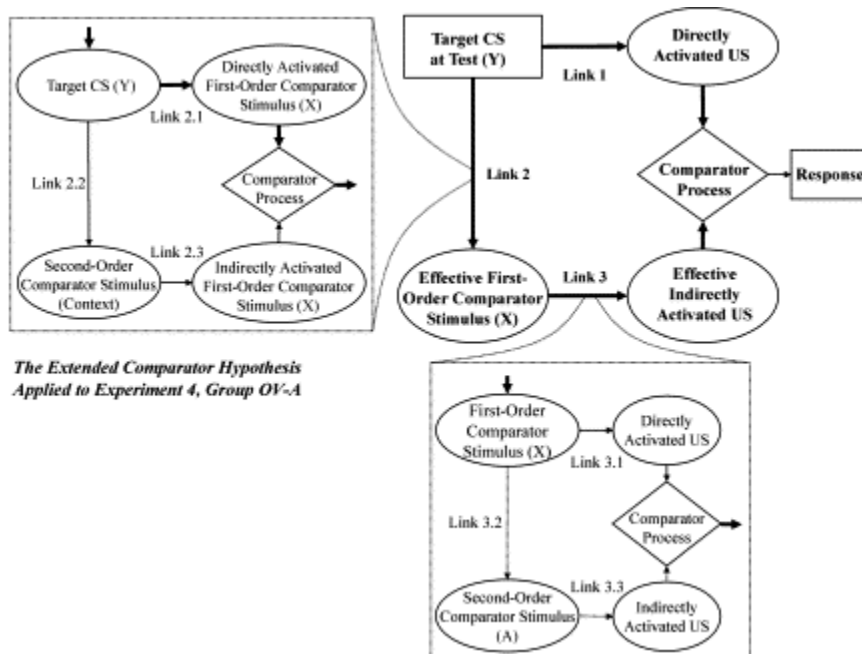 Target CS (Y)
Directly Activated
First-Order Comparator
Stimulus (X)
Link 2.1
Link 2.2
Comparator
Process
Second-Order
Comparator Stimulus
(Context)
Link 2.3
Indirectly Activated
First-Order Comparator
Stimulus (X)
Target CS
at Test (Y)
Link 1
Directly
Activated US
Link 2
Comparator
Process
Response
Effective First-
Order Comparator
Stimulus (X)
Link 3
Effective
Indirectly
Activated US
The Extended Comparator Hypothesis
Applied to Experiment 4, Group OV-A
First-Order
Comparator
Stimulus (X)
Link 3.1
Directly
Activated US
Link 3.2
Comparator
Process
Second-Order
Comparator Stimulus
(A)
Link 3.3
Indirectly
Activated US